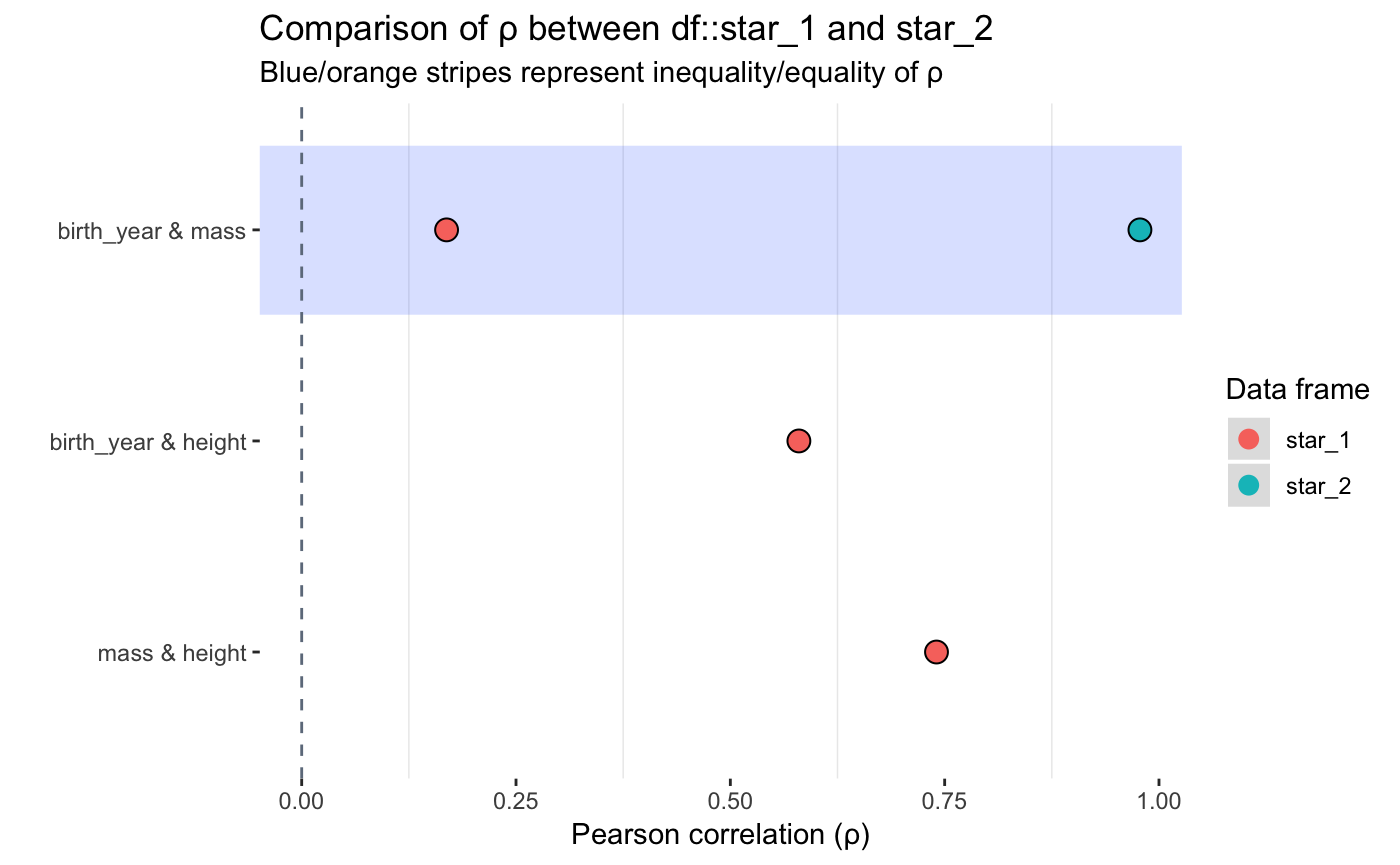 Comparison of ρ between df::star_1 and star_2
Blue/orange stripes represent inequality/equality of ρ
birth_year & mass
birth_year & height
mass & height
0.00 0.25 0.50 0.75 1.00
Pearson correlation (ρ)
Data frame
star_1
star_2